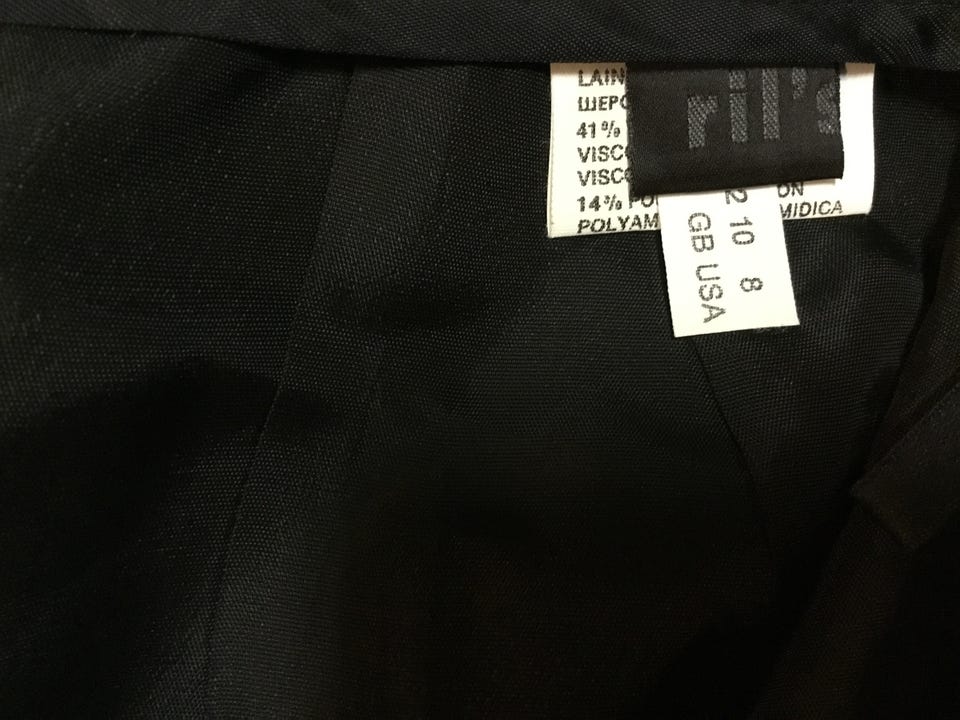 LAIN
ШЕРС
41%
VISCO
VISCO
14% PO ON
POLYAM MIDICA
ril's
2 10 8
GB USA